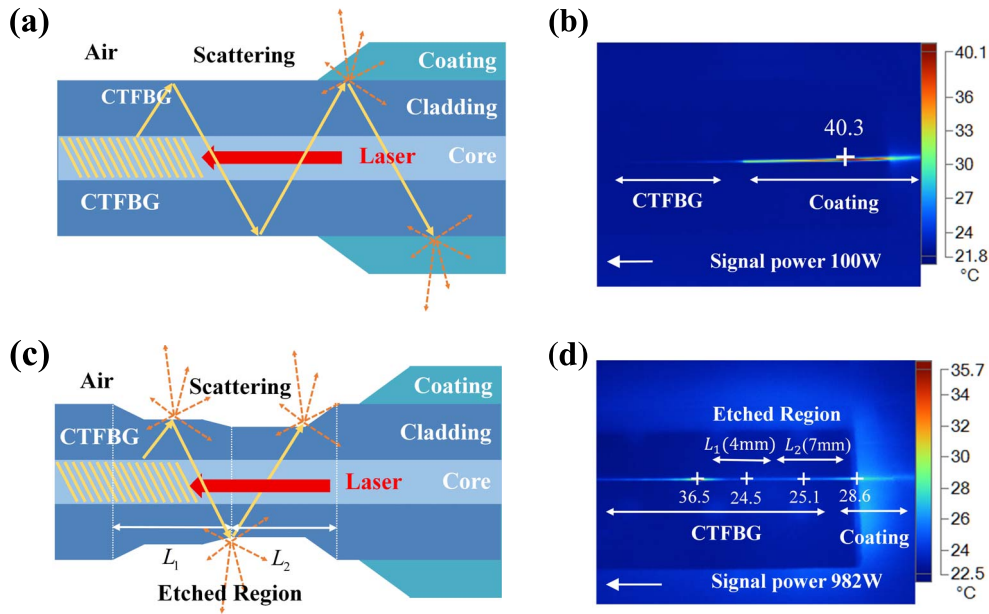 (a)
Air
Scattering
Coating
CTFBG
Cladding
Laser
Core
CTFBG
(b)
40.1
36
33
30
27
24
21.8
°C
40.3
CTFBG
Coating
Signal power 100W
(c)
Air
Scattering
Coating
CTFBG
Cladding
Laser
Core
L₁
L₂
Etched Region
(d)
35.7
34
32
30
28
26
24
22.5
°C
Etched Region
L₁(4mm)
L₂(7mm)
36.5
24.5
25.1
28.6
CTFBG
Coating
Signal power 982W